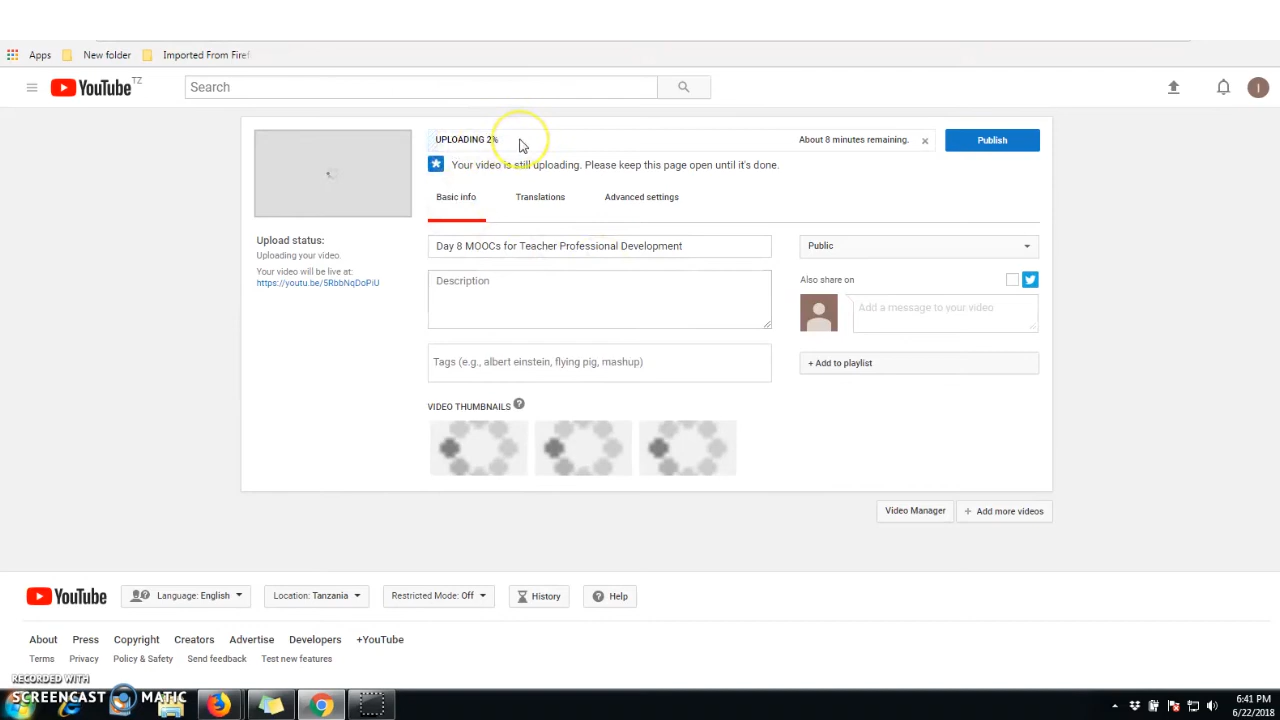 Apps New folder Imported From Firef
YouTube TZ Search
UPLOADING 2% About 8 minutes remaining. × Publish
Your video is still uploading. Please keep this page open until it's done.
Basic info Translations Advanced settings
Upload status:
Uploading your video.
Your video will be live at:
https://youtu.be/5RbbNqDoPiU
Day 8 MOOCs for Teacher Professional Development
Public
Description
Also share on
Add a message to your video
Tags (e.g., albert einstein, flying pig, mashup)
+ Add to playlist
VIDEO THUMBNAILS ?
Video Manager + Add more videos
YouTube Language: English Location: Tanzania Restricted Mode: Off History Help
About Press Copyright Creators Advertise Developers +YouTube
Terms Privacy Policy & Safety Send feedback Test new features
RECORDED WITH
SCREENCAST MATIC
6:41 PM
6/22/2018